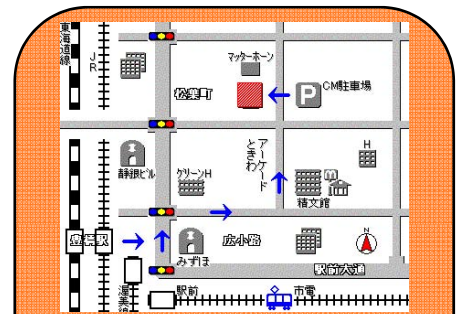 東海道線
JR
マッターホーン
松葉町
P
CM駐車場
アーケード
ときわ
静銀ビル
グリーンH
H
精文館
豊橋駅
みずほ
広小路
N
駅前大通
渥美線
駅前
市電